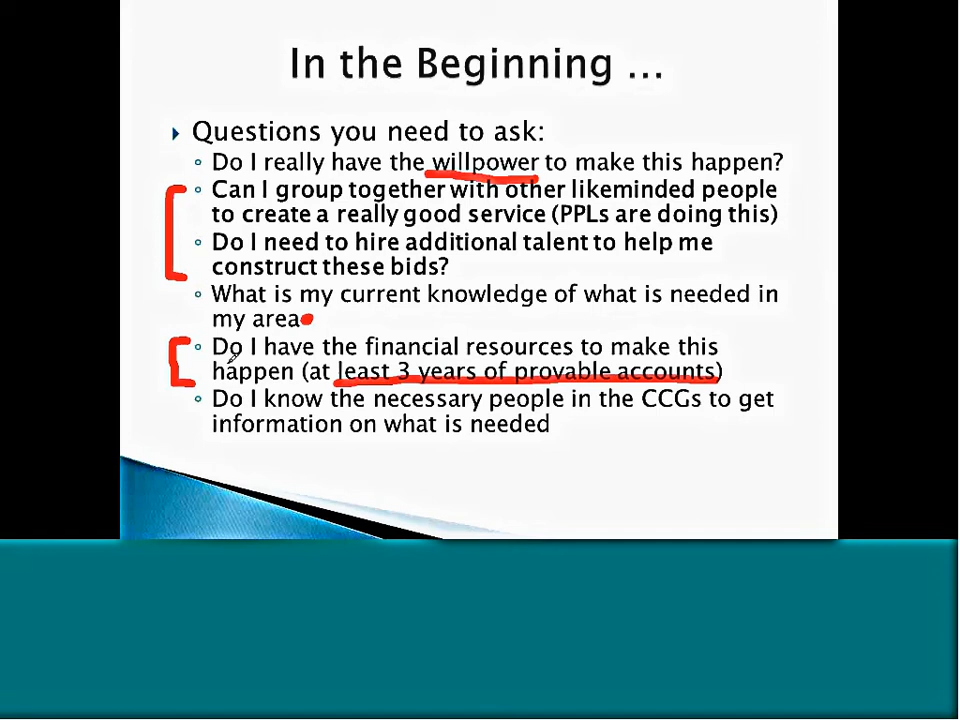 In the Beginning ...
Questions you need to ask:
Do I really have the willpower to make this happen?
Can I group together with other likeminded people
to create a really good service (PPLs are doing this)
Do I need to hire additional talent to help me
construct these bids?
What is my current knowledge of what is needed in
my area
Do I have the financial resources to make this
happen (at least 3 years of provable accounts)
Do I know the necessary people in the CCGs to get
information on what is needed